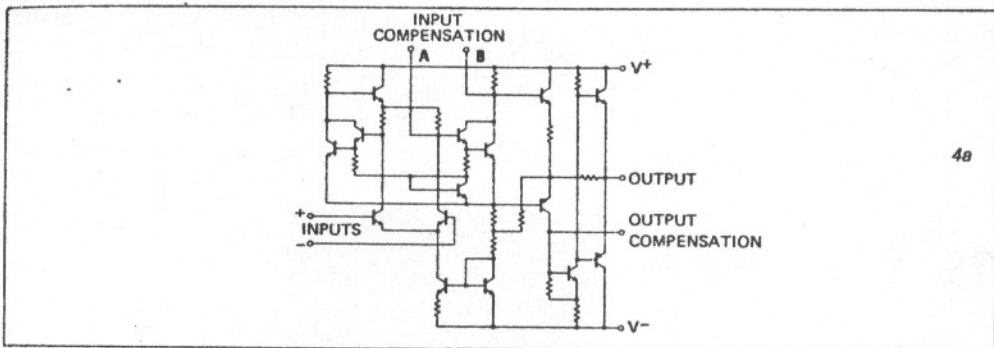 INPUT
COMPENSATION
A B
V+
4a
OUTPUT
+
INPUTS
OUTPUT
COMPENSATION
−
V−